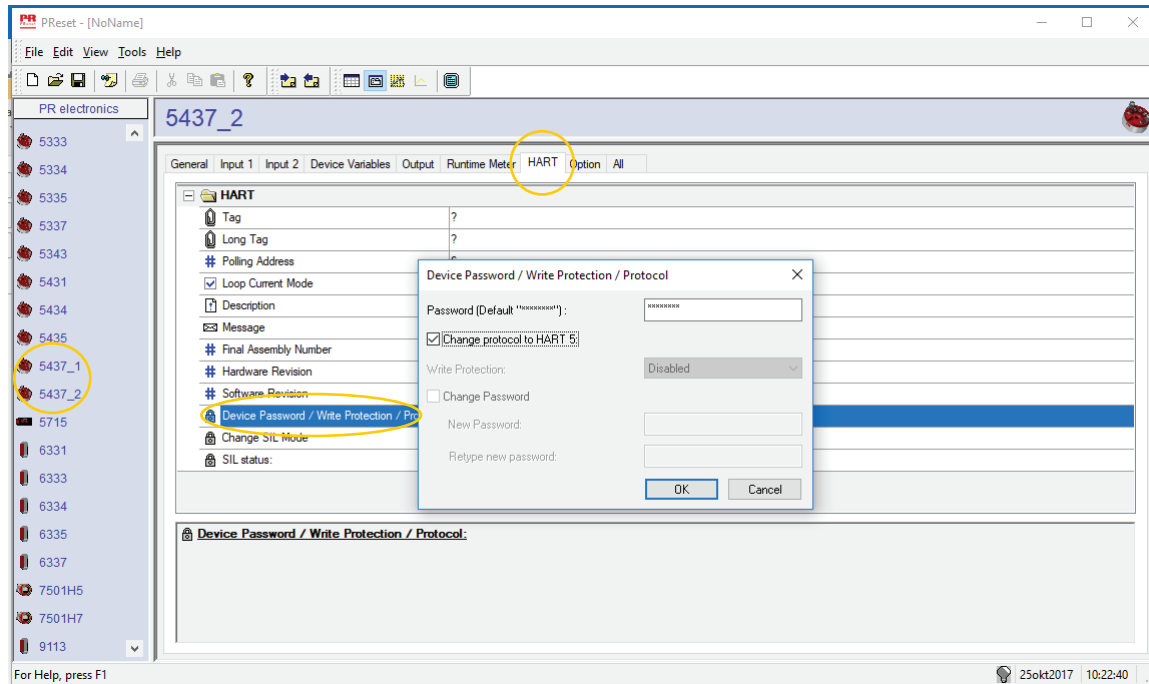 PR PReset - [NoName]
File Edit View Tools Help
PR electronics
5333
5334
5335
5337
5343
5431
5434
5435
5437_1
5437_2
5715
6331
6333
6334
6335
6337
7501H5
7501H7
9113
5437_2
General Input 1 Input 2 Device Variables Output Runtime Meter HART Option All
HART
Tag ?
Long Tag ?
Polling Address
Loop Current Mode
Description
Message
Final Assembly Number
Hardware Revision
Software Revision
Device Password / Write Protection / Pro
Change SIL Mode
SIL status:
Device Password / Write Protection / Protocol
Password (Default "********") : ********
Change protocol to HART 5:
Write Protection: Disabled
Change Password
New Password:
Retype new password:
OK Cancel
Device Password / Write Protection / Protocol:
For Help, press F1 25okt2017 10:22:40